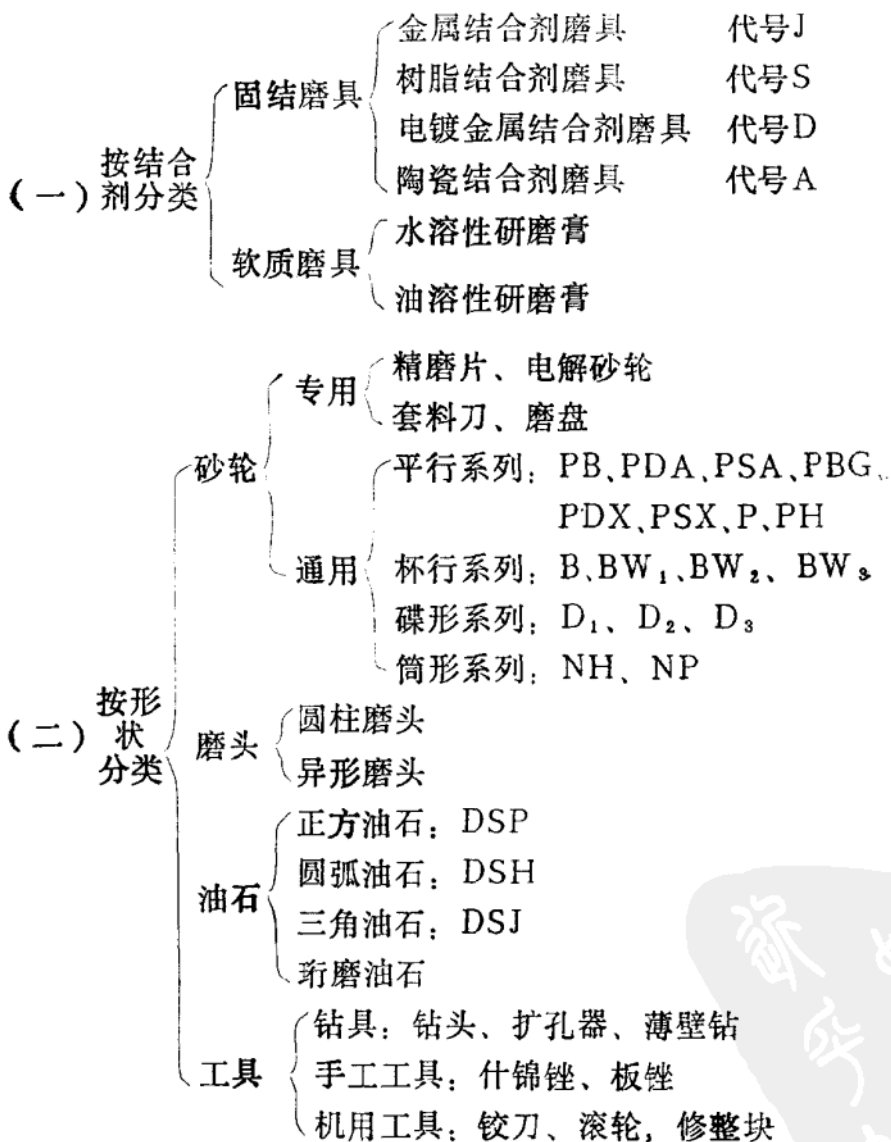 金属结合剂磨具 代号J
固结磨具
树脂结合剂磨具 代号S
电镀金属结合剂磨具 代号D
(一)按结合剂分类
陶瓷结合剂磨具 代号A
水溶性研磨膏
软质磨具
油溶性研磨膏
专用
精磨片、电解砂轮
套料刀、磨盘
砂轮
平行系列：PB、PDA、PSA、PBG、
PDX、PSX、P、PH
通用
杯行系列：B、BW₁、BW₂、BW₃
碟形系列：D₁、D₂、D₃
筒形系列：NH、NP
(二)按形状分类
磨头
圆柱磨头
异形磨头
正方油石：DSP
圆弧油石：DSH
油石
三角油石：DSJ
珩磨油石
钻具：钻头、扩孔器、薄壁钻
工具
手工工具：什锦锉、板锉
机用工具：铰刀、滚轮，修整块